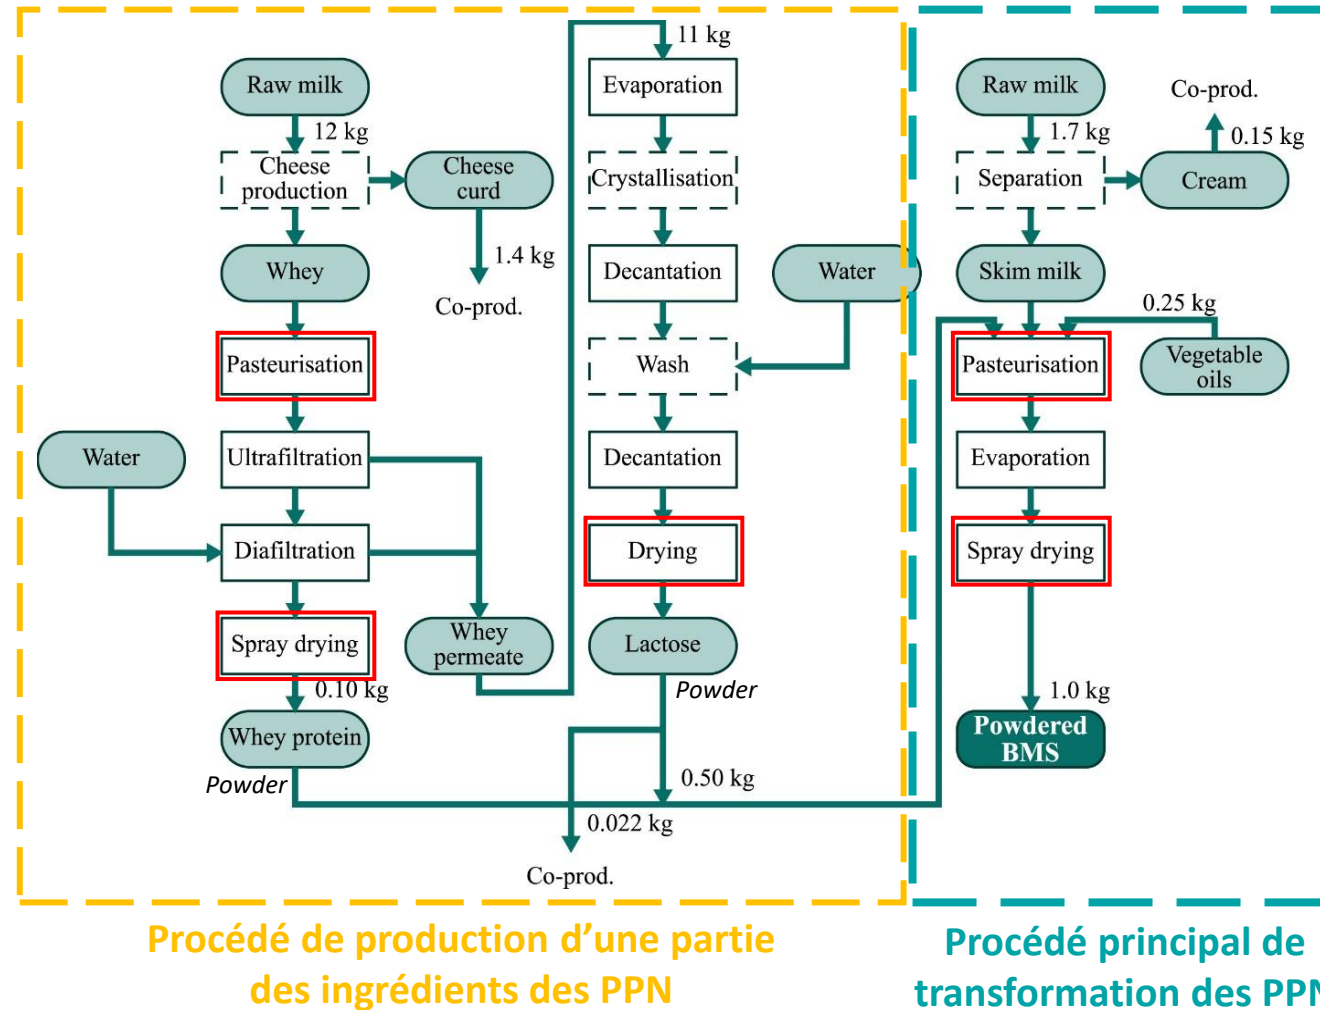 Raw milk
12 kg
Cheese
production
Cheese
curd
1.4 kg
Co-prod.
Whey
Pasteurisation
Water
Ultrafiltration
Diafiltration
Spray drying
0.10 kg
Whey protein
Powder
Whey
permeate
11 kg
Evaporation
Crystallisation
Decantation
Water
Wash
Decantation
Drying
Lactose
Powder
0.50 kg
0.022 kg
Co-prod.
Raw milk
1.7 kg
Separation
Co-prod.
0.15 kg
Cream
Skim milk
0.25 kg
Vegetable
oils
Pasteurisation
Evaporation
Spray drying
1.0 kg
Powdered
BMS
Procédé de production d’une partie
des ingrédients des PPN
Procédé principal de
transformation des PPN